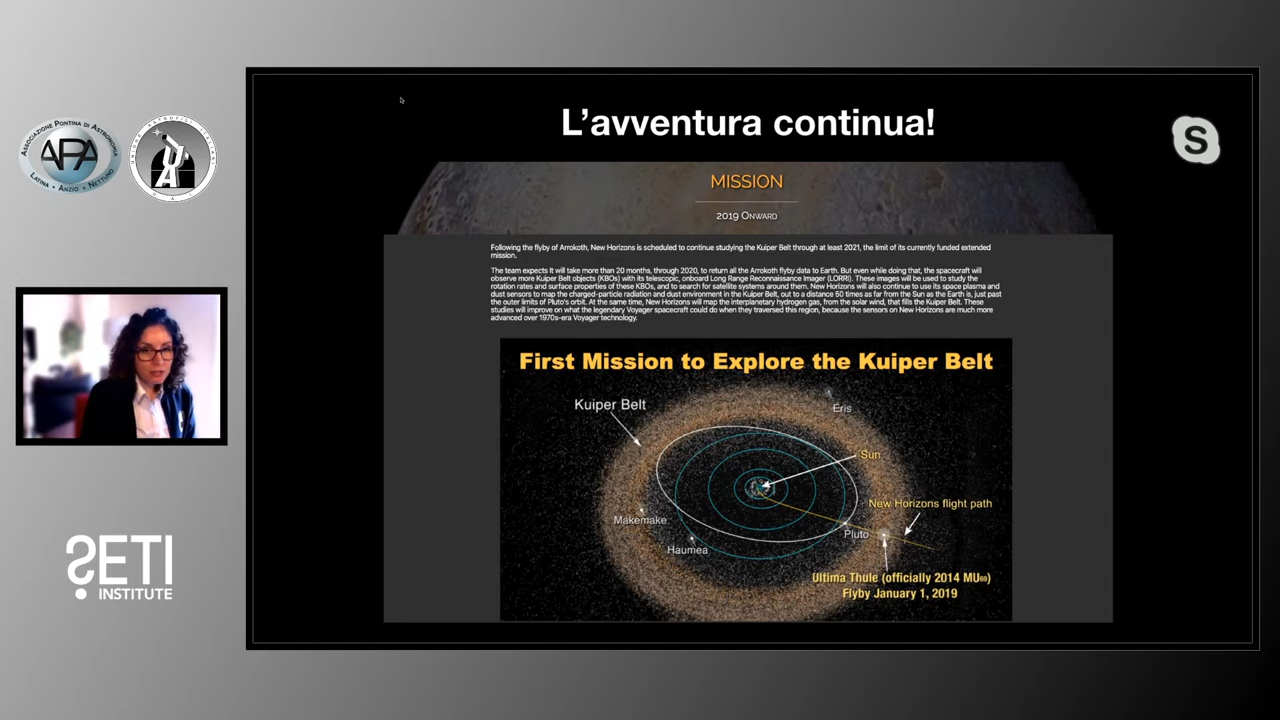 L'avventura continua!
MISSION
2019 ONWARD
Following the flyby of Arrokoth, New Horizons is scheduled to continue studying the Kuiper Belt through at least 2021, the limit of its currently funded extended
mission.
The team expects It will take more than 20 months, through 2020, to return all the Arrokoth flyby data to Earth. But even while doing that, the spacecraft will
observe more Kuiper Belt objects (KBOs) with its telescopic, onboard Long Range Reconnaissance Imager (LORRI). These images will be used to study the
rotation rates and surface properties of these KBOs, and to search for satellite systems around them. New Horizons will also continue to use its space plasma and
dust sensors to map the charged-particle radiation and dust environment in the Kuiper Belt, out to a distance 50 times as far from the Sun as the Earth is, just past
the outer limits of Pluto's orbit. At the same time, New Horizons will map the interplanetary hydrogen gas, from the solar wind, that fills the Kuiper Belt. These
studies will improve on what the legendary Voyager spacecraft could do when they traversed this region, because the sensors on New Horizons are much more
advanced over 1970s-era Voyager technology.
First Mission to Explore the Kuiper Belt
Kuiper Belt
Eris
Sun
New Horizons flight path
Makemake
Pluto
Haumea
Ultima Thule (officially 2014 MU69)
Flyby January 1, 2019
ASSOCIAZIONE PONTINA DI ASTRONOMIA
APA
LATINA • ANZIO • NETTUNO
UNIONE ASTROFILI ITALIANI
UAI
S
SETI
INSTITUTE